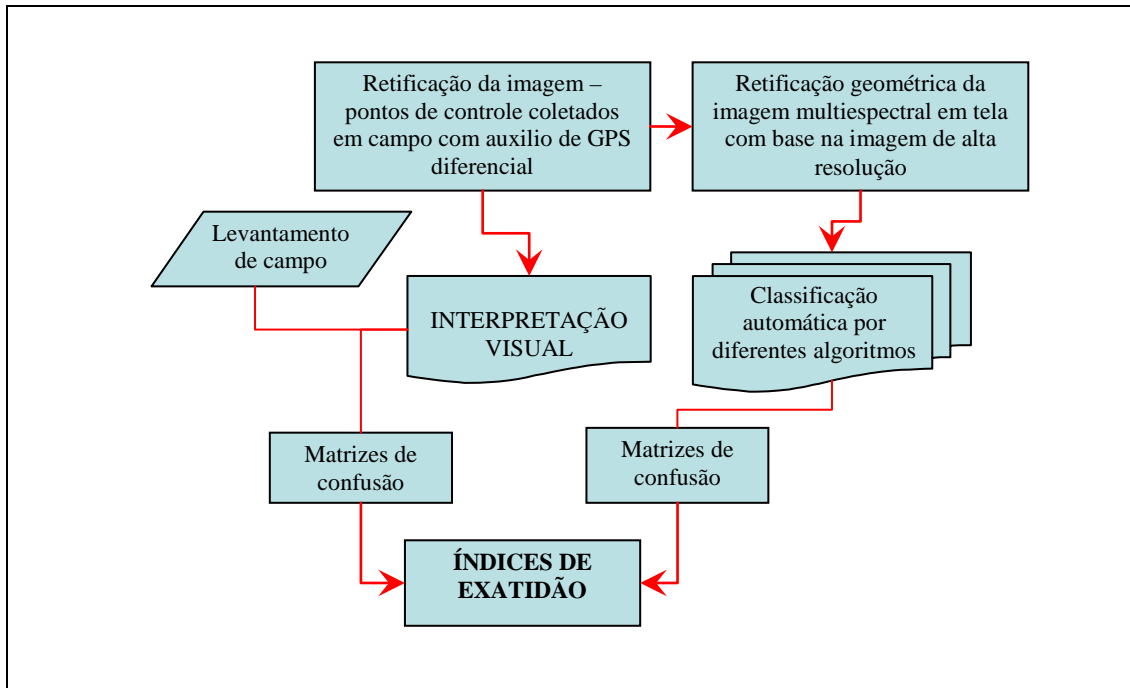 Retificação da imagem –
pontos de controle coletados
em campo com auxilio de GPS
diferencial
Retificação geométrica da
imagem multiespectral em tela
com base na imagem de alta
resolução
Levantamento
de campo
INTERPRETAÇÃO
VISUAL
Classificação
automática por
diferentes algoritmos
Matrizes de
confusão
Matrizes de
confusão
ÍNDICES DE
EXATIDÃO